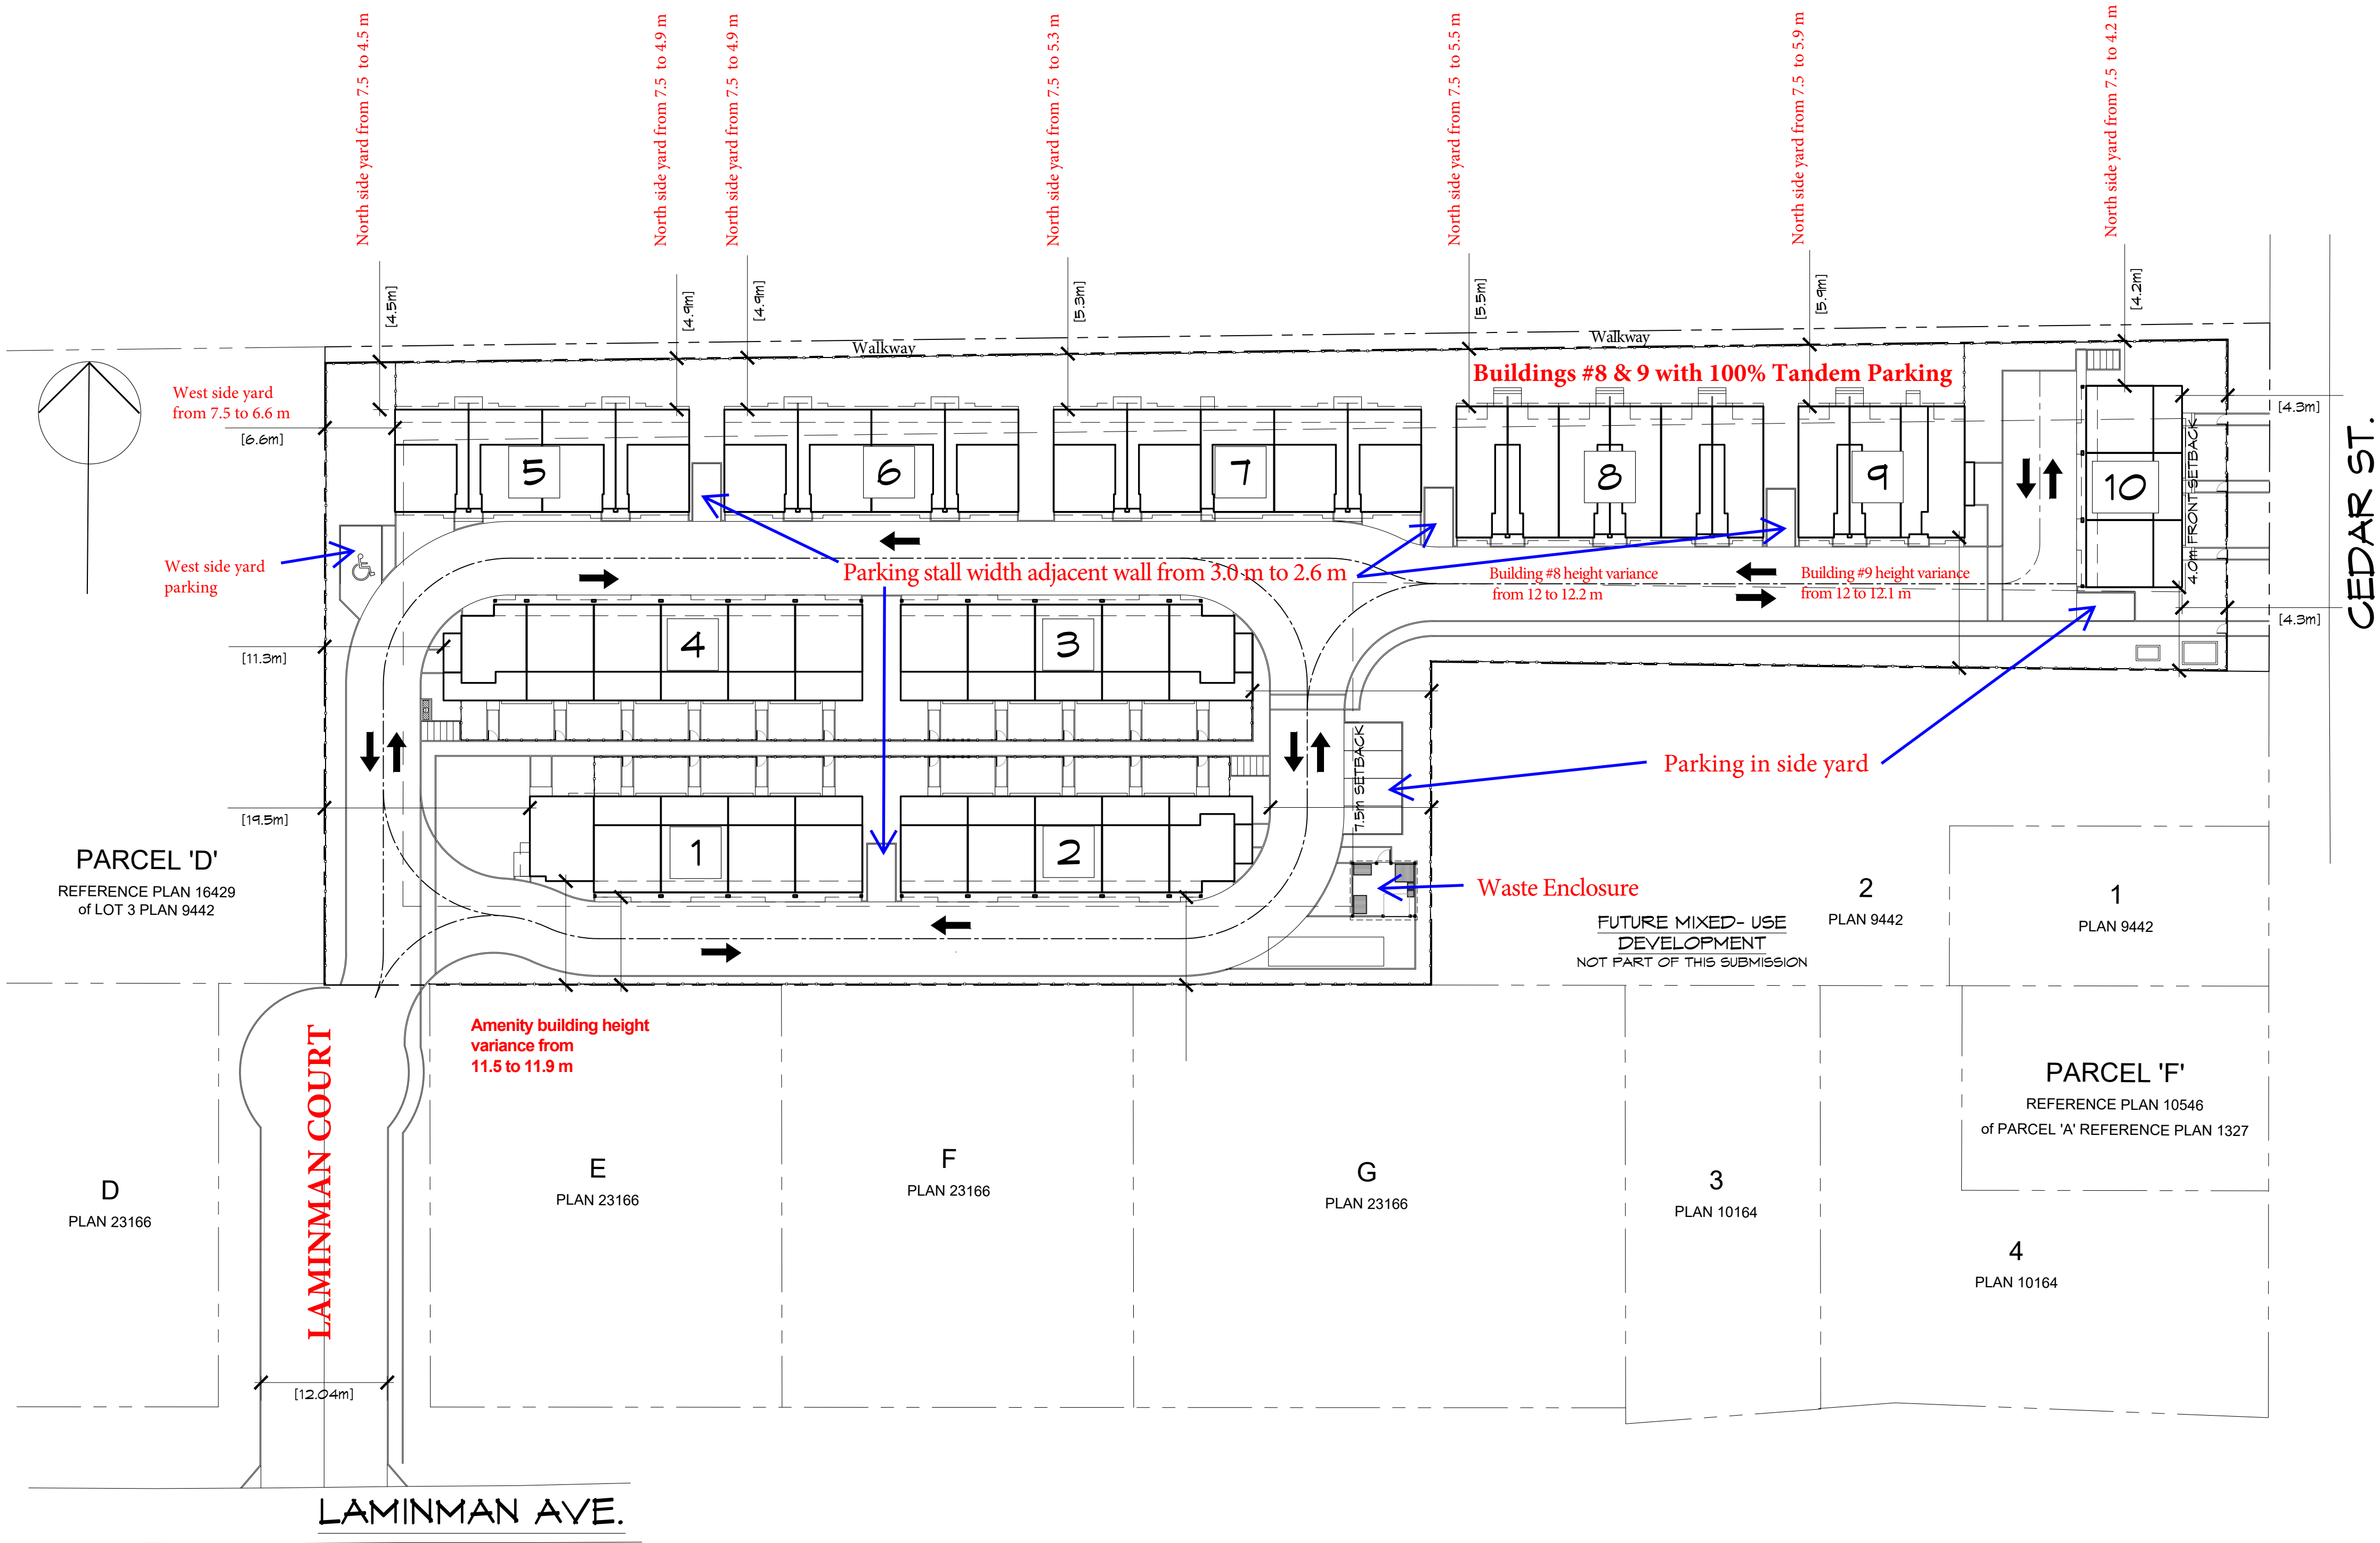 North side yard from 7.5 to 4.5 m
North side yard from 7.5 to 4.9 m
North side yard from 7.5 to 4.9 m
North side yard from 7.5 to 5.3 m
North side yard from 7.5 to 5.5 m
North side yard from 7.5 to 5.9 m
North side yard from 7.5 to 4.2 m
[4.5m]
[4.9m]
[4.9m]
[5.3m]
[5.5m]
[5.9m]
[4.2m]
Walkway
Walkway
Buildings #8 & 9 with 100% Tandem Parking
West side yard
from 7.5 to 6.6 m
[6.6m]
[4.3m]
5
6
7
8
9
10
4.0m FRONT SETBACK
CEDAR ST.
West side yard
parking
Parking stall width adjacent wall from 3.0 m to 2.6 m
Building #8 height variance
from 12 to 12.2 m
Building #9 height variance
from 12 to 12.1 m
[4.3m]
[11.3m]
4
3
7.5m SETBACK
Parking in side yard
[19.5m]
1
2
PARCEL 'D'
REFERENCE PLAN 16429
of LOT 3 PLAN 9442
Waste Enclosure
FUTURE MIXED- USE
DEVELOPMENT
NOT PART OF THIS SUBMISSION
2
PLAN 9442
1
PLAN 9442
Amenity building height
variance from
11.5 to 11.9 m
LAMINMAN COURT
PARCEL 'F'
REFERENCE PLAN 10546
of PARCEL 'A' REFERENCE PLAN 1327
D
PLAN 23166
E
PLAN 23166
F
PLAN 23166
G
PLAN 23166
3
PLAN 10164
4
PLAN 10164
[12.04m]
LAMINMAN AVE.